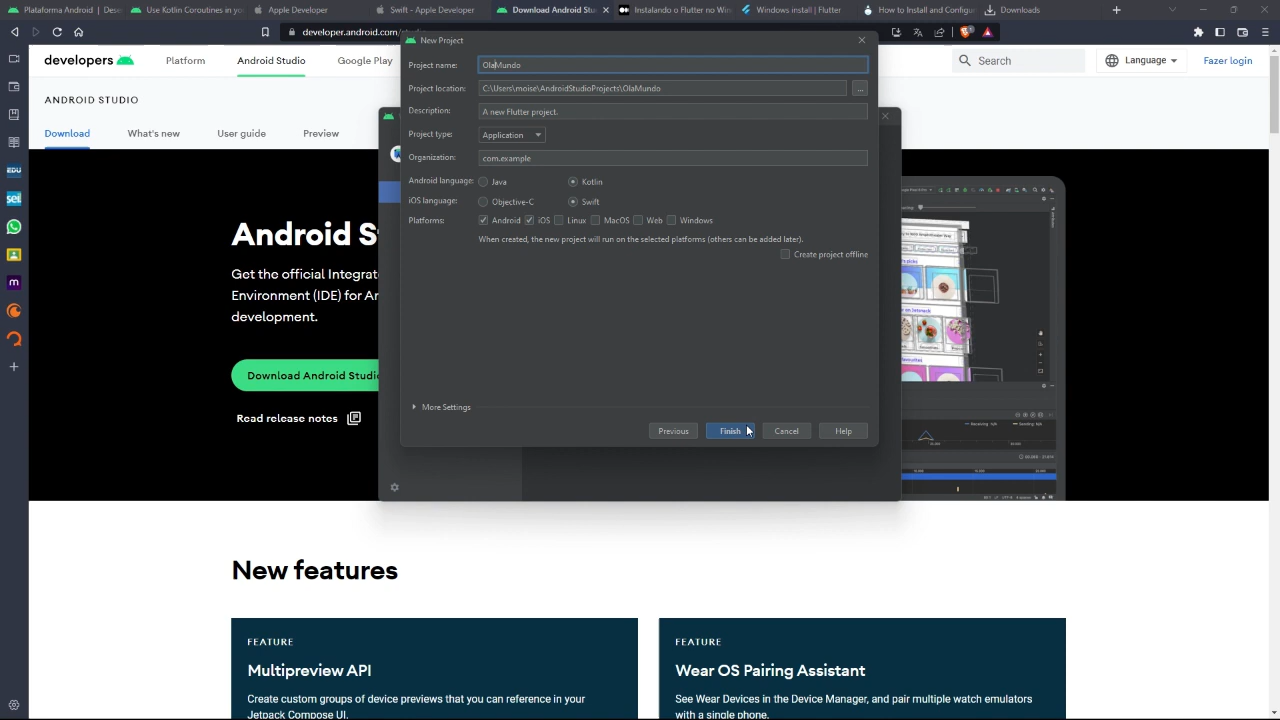 Plataforma Android | Dese
Use Kotlin Coroutines in yo
Apple Developer
Swift - Apple Developer
Download Android Stu
Instalando o Flutter no Win
Windows install | Flutter
How to Install and Configu
Downloads
developer.android.com/
developers
Platform
Android Studio
Google Play
Search
Language
Fazer login
ANDROID STUDIO
Download
What's new
User guide
Preview
New Project
Project name:
OlaMundo
Project location:
C:\Users\moise\AndroidStudioProjects\OlaMundo
...
Description:
A new Flutter project.
Project type:
Application
Organization:
com.example
Android language:
Java
Kotlin
iOS language:
Objective-C
Swift
Platforms:
Android
iOS
Linux
MacOS
Web
Windows
When created, the new project will run on the selected platforms (others can be added later).
Create project offline
More Settings
Previous
Finish
Cancel
Help
Android S
Get the official Integrat
Environment (IDE) for Ar
development.
Download Android Studio
Read release notes
EDU
New features
FEATURE
Multipreview API
Create custom groups of device previews that you can reference in your
Jetpack Compose UI.
FEATURE
Wear OS Pairing Assistant
See Wear Devices in the Device Manager, and pair multiple watch emulators
with a single phone.